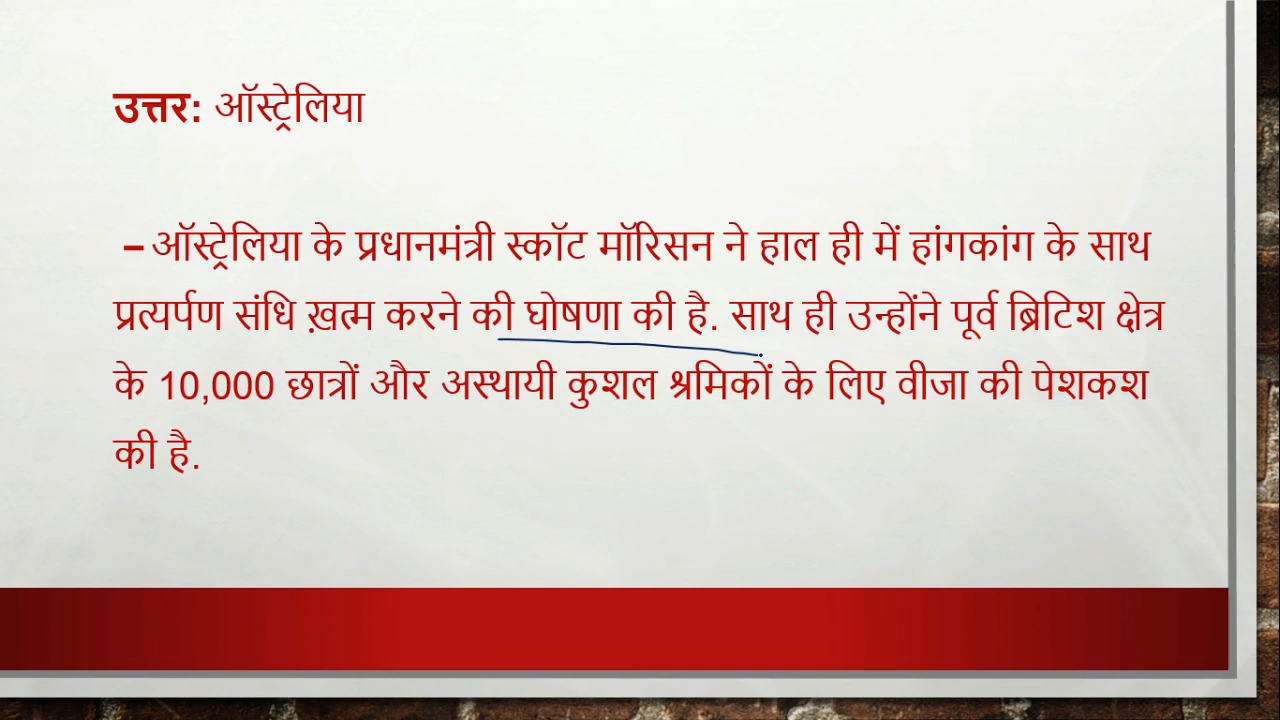 उत्तर: ऑस्ट्रेलिया
– ऑस्ट्रेलिया के प्रधानमंत्री स्कॉट मॉरिसन ने हाल ही में हांगकांग के साथ
प्रत्यर्पण संधि ख़त्म करने की घोषणा की है. साथ ही उन्होंने पूर्व ब्रिटिश क्षेत्र
के 10,000 छात्रों और अस्थायी कुशल श्रमिकों के लिए वीजा की पेशकश
की है.